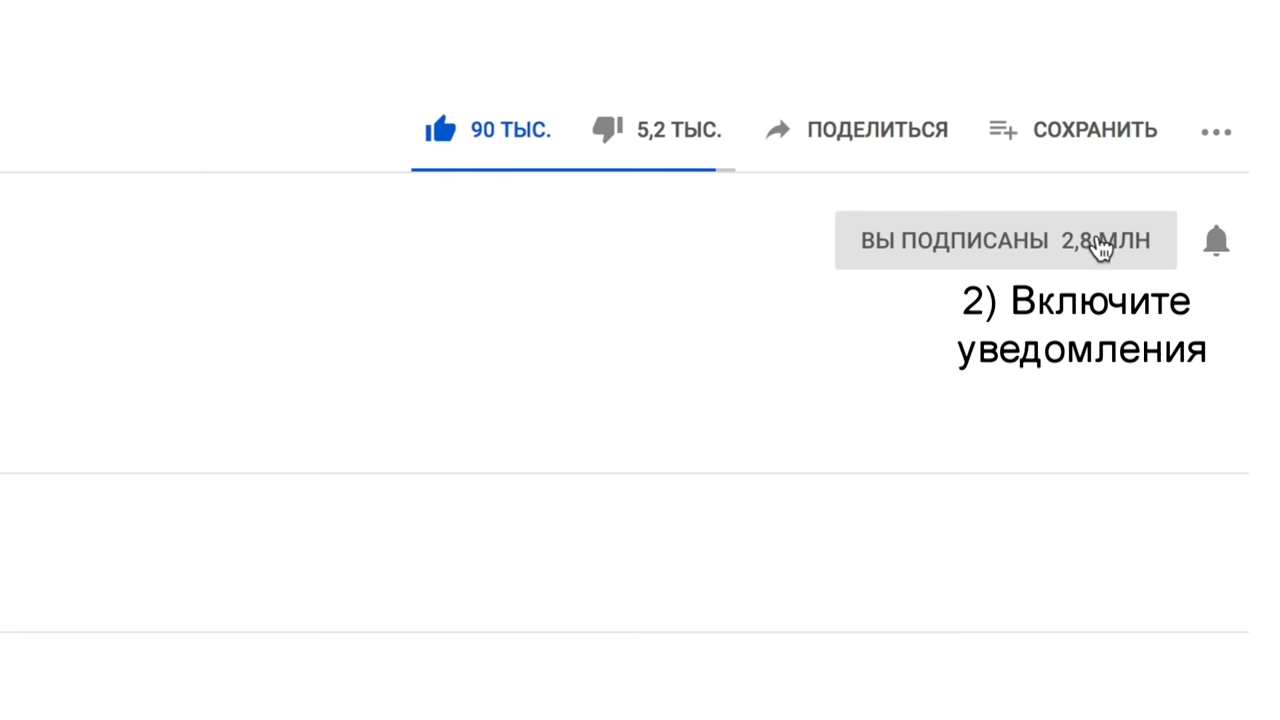 90 ТЫС. 5,2 ТЫС. ПОДЕЛИТЬСЯ СОХРАНИТЬ
ВЫ ПОДПИСАНЫ 2,8 МЛН
2) Включите
уведомления